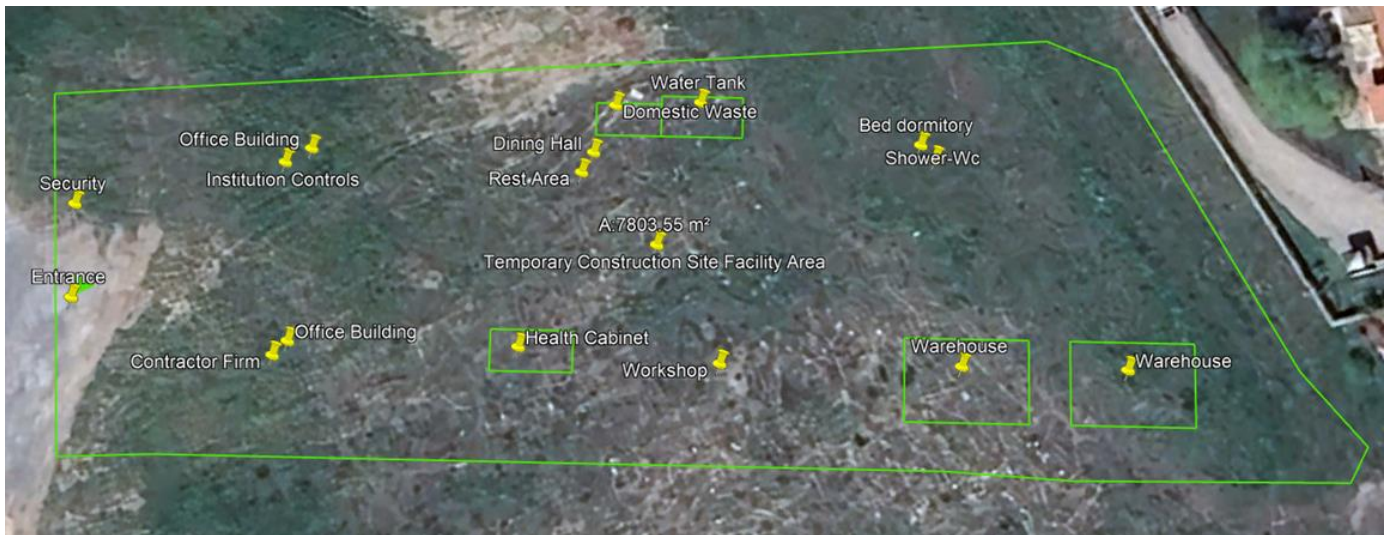 Water Tank
Domestic Waste
Office Building
Dining Hall
Bed dormitory
Shower-Wc
Institution Controls
Rest Area
Security
A:7803,55 m²
Temporary Construction Site Facility Area
Entrance
Office Building
Health Cabinet
Warehouse
Contractor Firm
Workshop
Warehouse